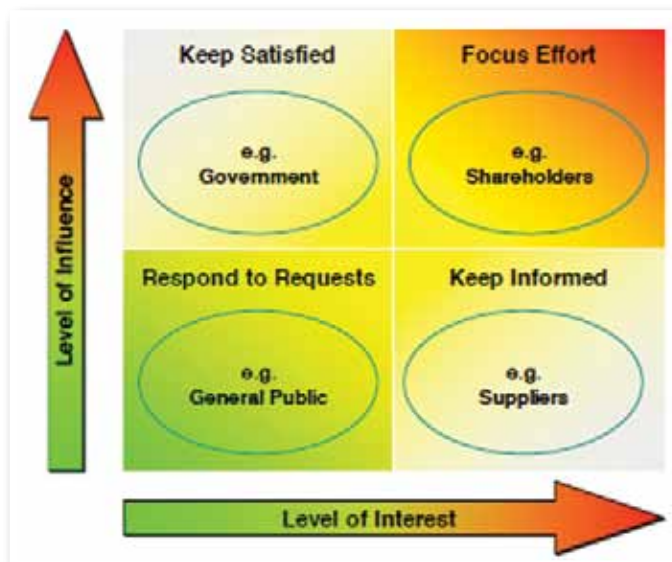 Keep Satisfied
e.g.
Government
Focus Effort
e.g.
Shareholders
Level of Influence
Respond to Requests
e.g.
General Public
Keep Informed
e.g.
Suppliers
Level of Interest